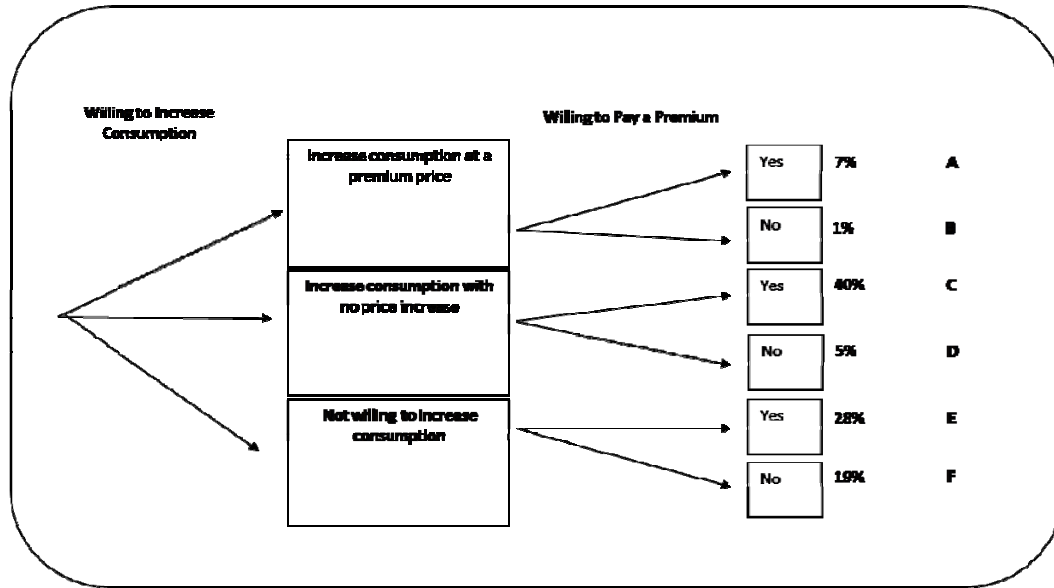 Willing to Increase
Consumption
Willing to Pay a Premium
Increase consumption at a
premium price
Yes 7% A
No 1% B
Increase consumption with
no price increase
Yes 40% C
No 5% D
Not willing to increase
consumption
Yes 28% E
No 19% F